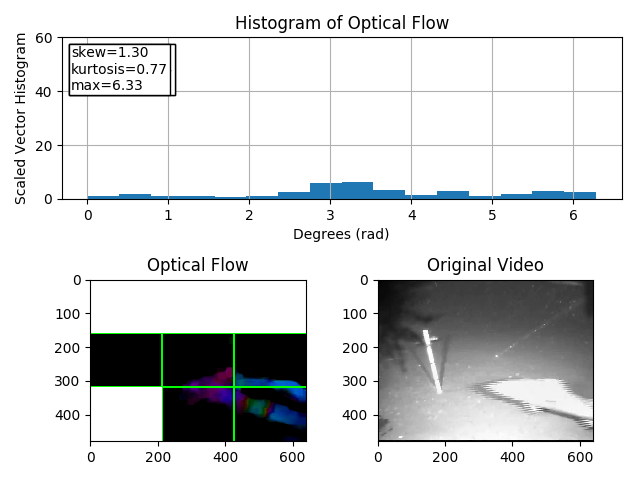 Histogram of Optical Flow
60
40
20
0
Scaled Vector Histogram
skew=1.30
kurtosis=0.77
max=6.33
0 1 2 3 4 5 6
Degrees (rad)
Optical Flow
0
100
200
300
400
0 200 400 600
Original Video
0
100
200
300
400
0 200 400 600